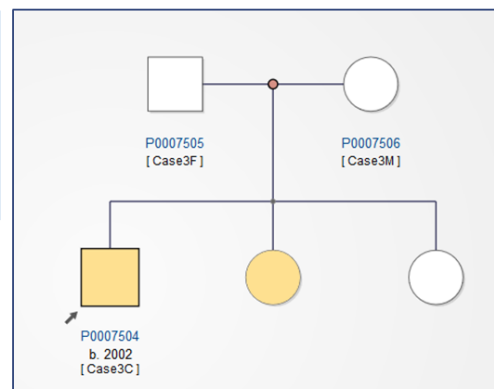 P0007505
[ Case3F ]
P0007506
[ Case3M ]
P0007504
b. 2002
[ Case3C ]